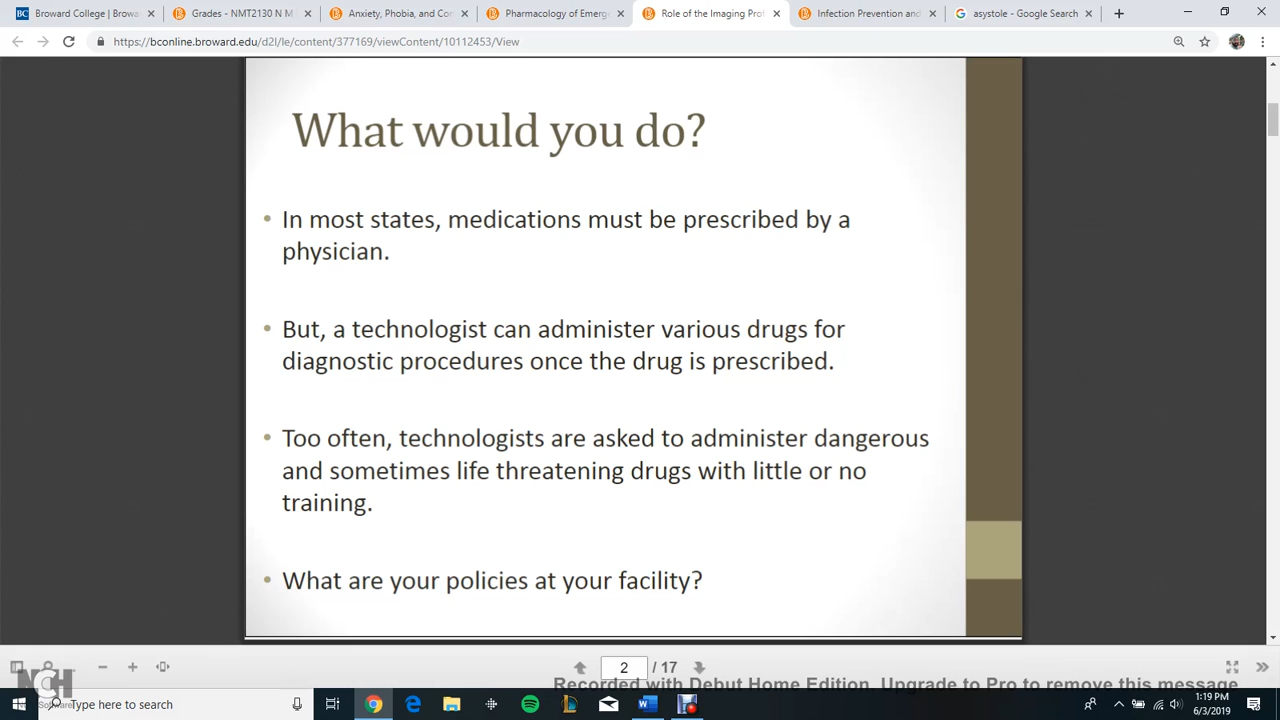 Broward College | Browa
Grades - NMT2130 N M
Anxiety, Phobia, and Con
Pharmacology of Emerge
Role of the Imaging Prof
Infection Prevention and
asystole - Google Search
https://bconline.broward.edu/d2l/le/content/377169/viewContent/10112453/View
What would you do?
• In most states, medications must be prescribed by a
physician.
• But, a technologist can administer various drugs for
diagnostic procedures once the drug is prescribed.
• Too often, technologists are asked to administer dangerous
and sometimes life threatening drugs with little or no
training.
• What are your policies at your facility?
2 / 17
NCH
Software
Recorded with Debut Home Edition. Upgrade to Pro to remove this message
Type here to search
1:19 PM
6/3/2019